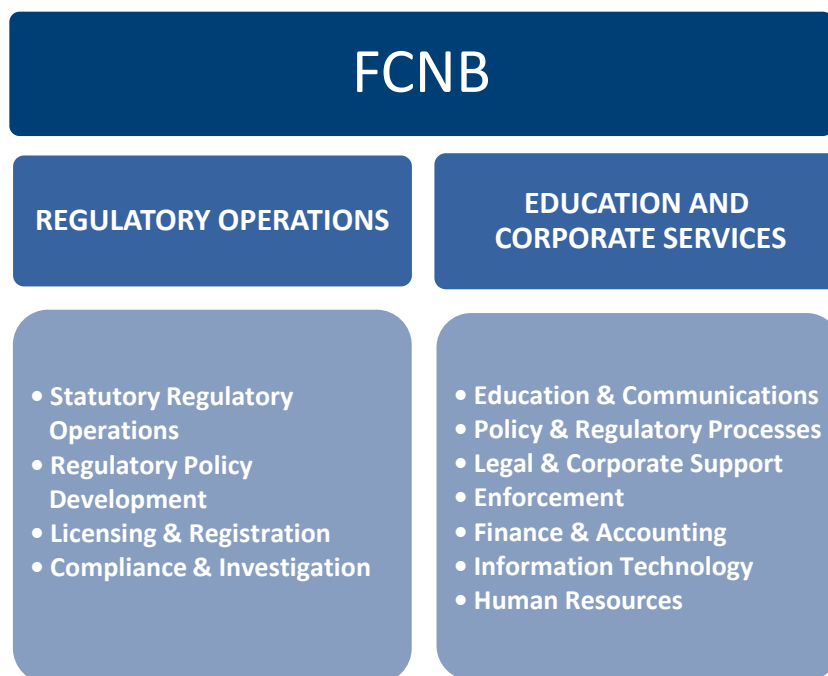 FCNB
REGULATORY OPERATIONS
EDUCATION AND
CORPORATE SERVICES
• Statutory Regulatory
Operations
• Regulatory Policy
Development
• Licensing & Registration
• Compliance & Investigation
• Education & Communications
• Policy & Regulatory Processes
• Legal & Corporate Support
• Enforcement
• Finance & Accounting
• Information Technology
• Human Resources